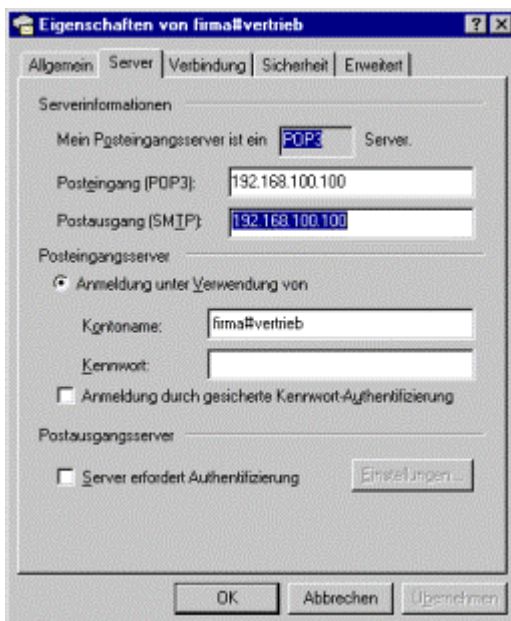 Eigenschaften von firma#vertrieb
Allgemein Server Verbindung Sicherheit Erweitert
Serverinformationen
Mein Posteingangsserver ist ein POP3 Server.
Posteingang (POP3): 192.168.100.100
Postausgang (SMTP): 192.168.100.100
Posteingangsserver
Anmeldung unter Verwendung von
Kontoname: firma#vertrieb
Kennwort:
Anmeldung durch gesicherte Kennwort-Authentifizierung
Postausgangsserver
Server erfordert Authentifizierung Einstellungen...
OK Abbrechen Übernehmen